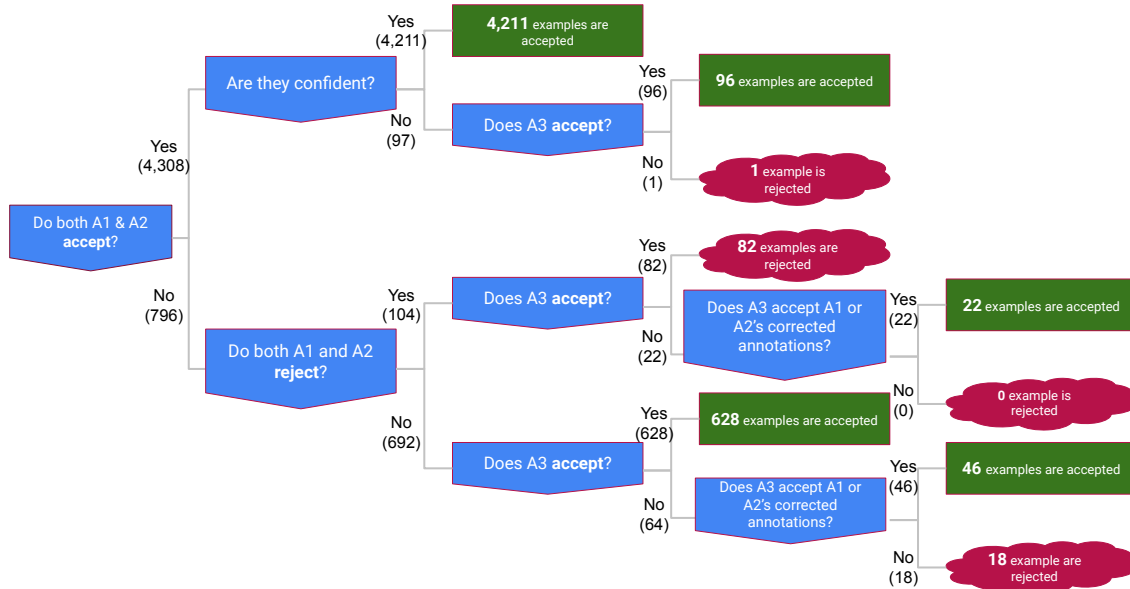 Yes
(4,211)
4,211 examples are
accepted
Are they confident?
Yes
(96)
96 examples are accepted
No
(97)
Does A3 accept?
Yes
(4,308)
No
(1)
1 example is
rejected
Do both A1 & A2
accept?
Yes
(82)
82 examples are
rejected
No
(796)
Yes
(104)
Does A3 accept?
Does A3 accept A1 or
A2's corrected
annotations?
No
(22)
Yes
(22)
22 examples are accepted
Do both A1 and A2
reject?
No
(0)
0 example is
rejected
Yes
(628)
628 examples are accepted
No
(692)
Does A3 accept?
Yes
(46)
46 examples are accepted
Does A3 accept A1 or
A2's corrected
annotations?
No
(64)
No
(18)
18 example are
rejected